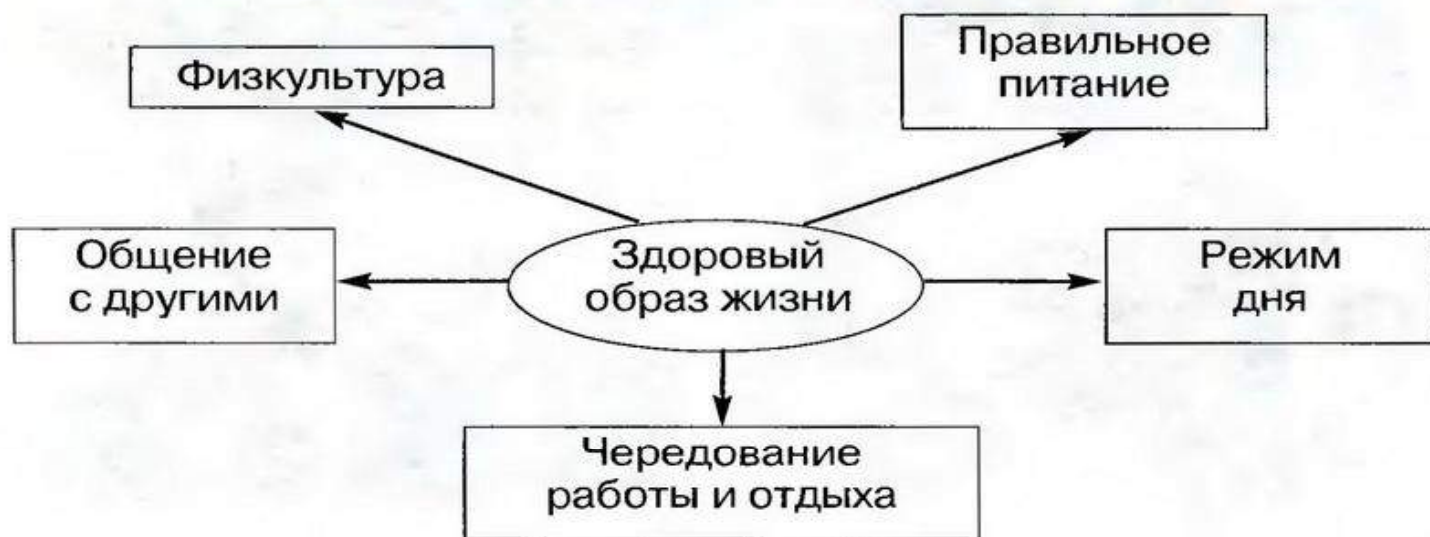 Физкультура
Правильное
питание
Общение
с другими
Здоровый
образ жизни
Режим
дня
Чередование
работы и отдыха